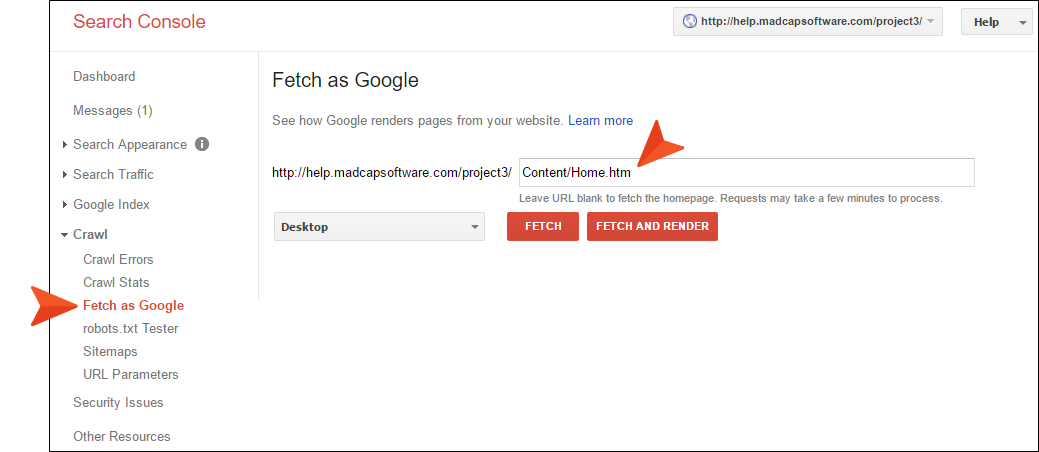 Search Console
http://help.madcapsoftware.com/project3/
Help
Dashboard
Messages (1)
Search Appearance
Search Traffic
Google Index
Crawl
Crawl Errors
Crawl Stats
Fetch as Google
robots.txt Tester
Sitemaps
URL Parameters
Security Issues
Other Resources
Fetch as Google
See how Google renders pages from your website. Learn more
http://help.madcapsoftware.com/project3/ Content/Home.htm
Leave URL blank to fetch the homepage. Requests may take a few minutes to process.
Desktop FETCH FETCH AND RENDER